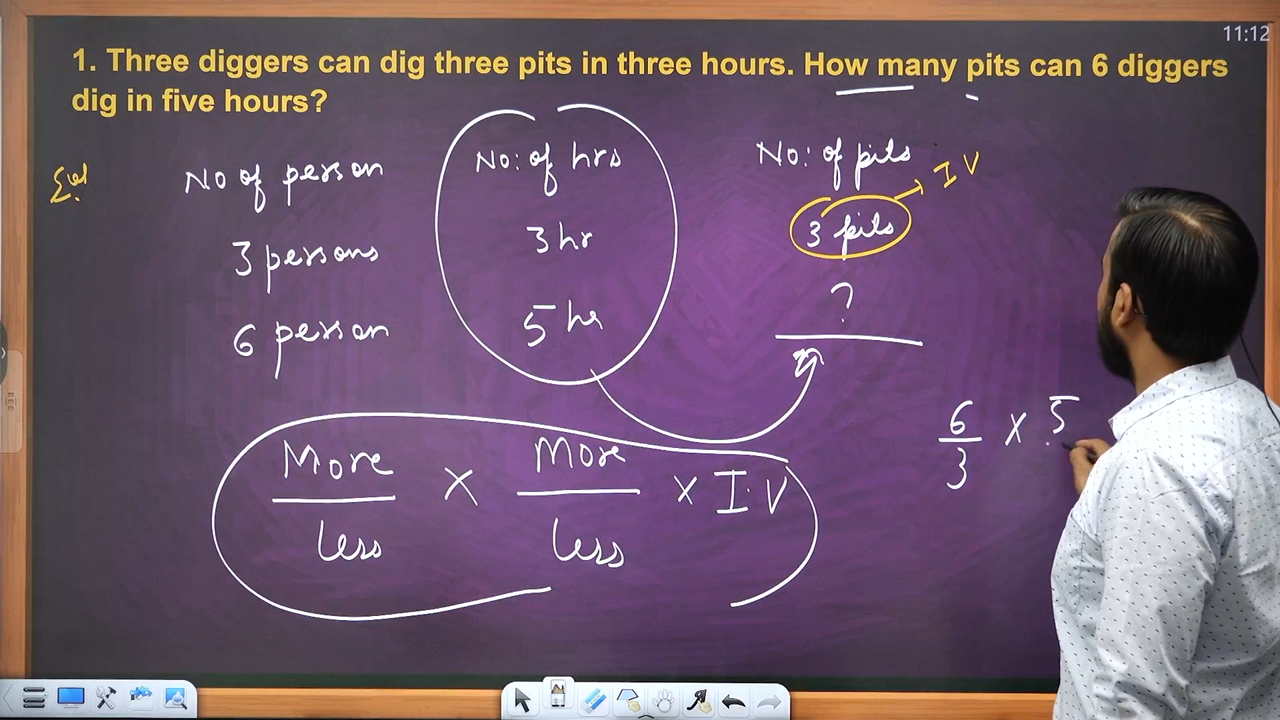 11:12
1. Three diggers can dig three pits in three hours. How many pits can 6 diggers
dig in five hours?
Sol
No of person No: of hrs No: of pits
3 persons 3 hr 3 pits → I V
6 person 5 hr ?
6/3 x 5
More/Less x More/Less x I.V